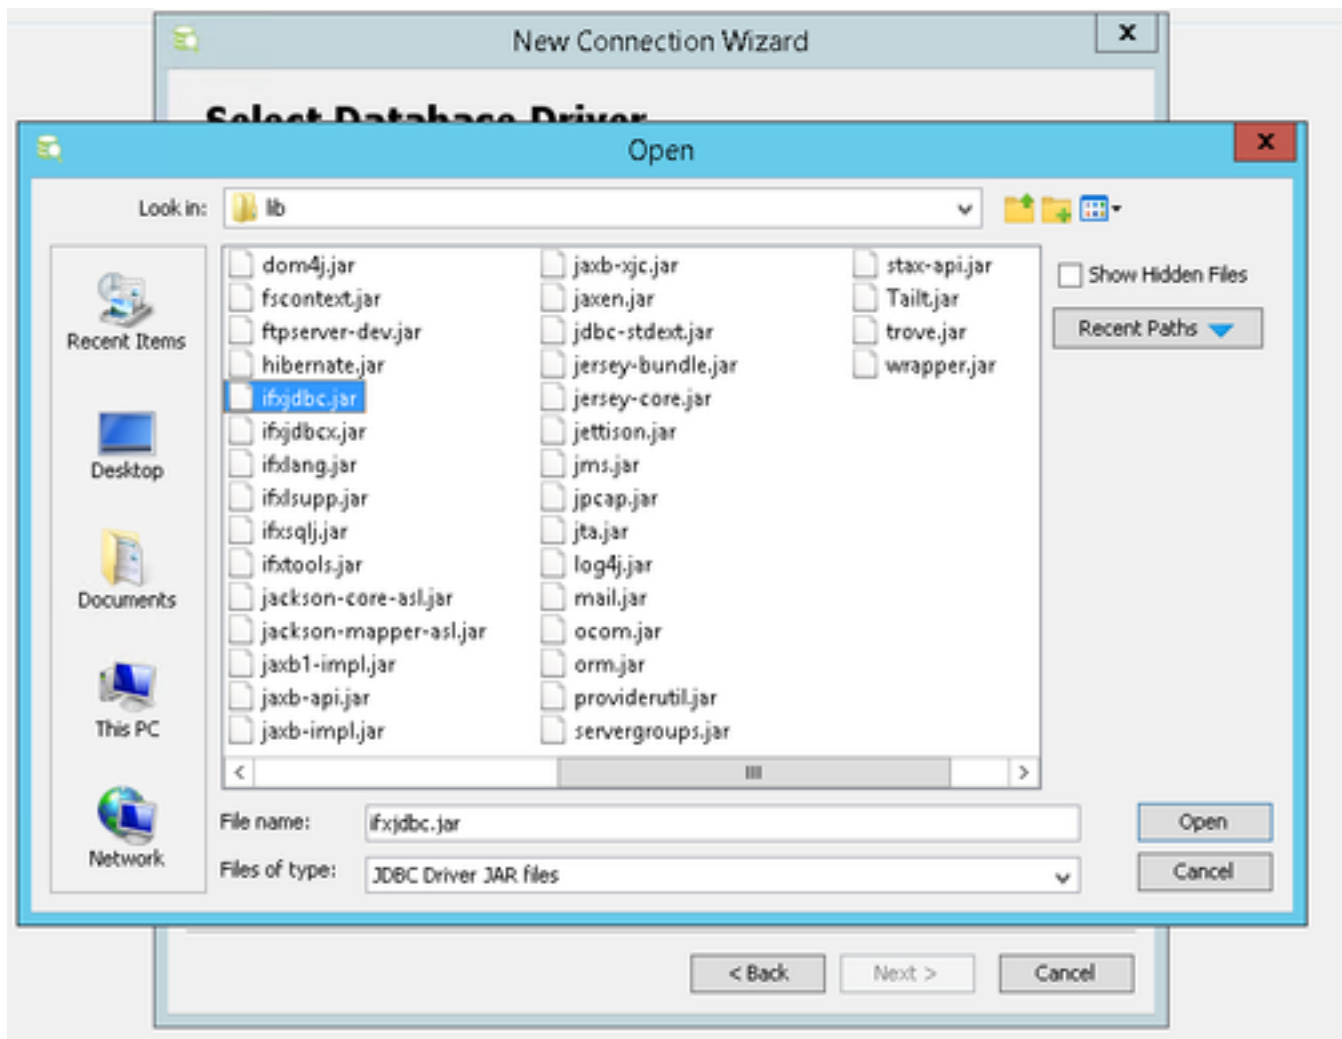 New Connection Wizard
x
Select Database Driver
Open
x
Look in:
lib
dom4j.jar
fscontext.jar
ftpserver-dev.jar
hibernate.jar
ifxjdbc.jar
ifxjdbcx.jar
ifxlang.jar
ifxlsupp.jar
ifxsqlj.jar
ifxtools.jar
jackson-core-asl.jar
jackson-mapper-asl.jar
jaxb1-impl.jar
jaxb-api.jar
jaxb-impl.jar
jaxb-xjc.jar
jaxen.jar
jdbc-stdext.jar
jersey-bundle.jar
jersey-core.jar
jettison.jar
jms.jar
jpcap.jar
jta.jar
log4j.jar
mail.jar
ocom.jar
orm.jar
providerutil.jar
servergroups.jar
stax-api.jar
Tailt.jar
trove.jar
wrapper.jar
Show Hidden Files
Recent Paths
Recent Items
Desktop
Documents
This PC
Network
File name:
ifxjdbc.jar
Open
Files of type:
JDBC Driver JAR files
Cancel
< Back
Next >
Cancel